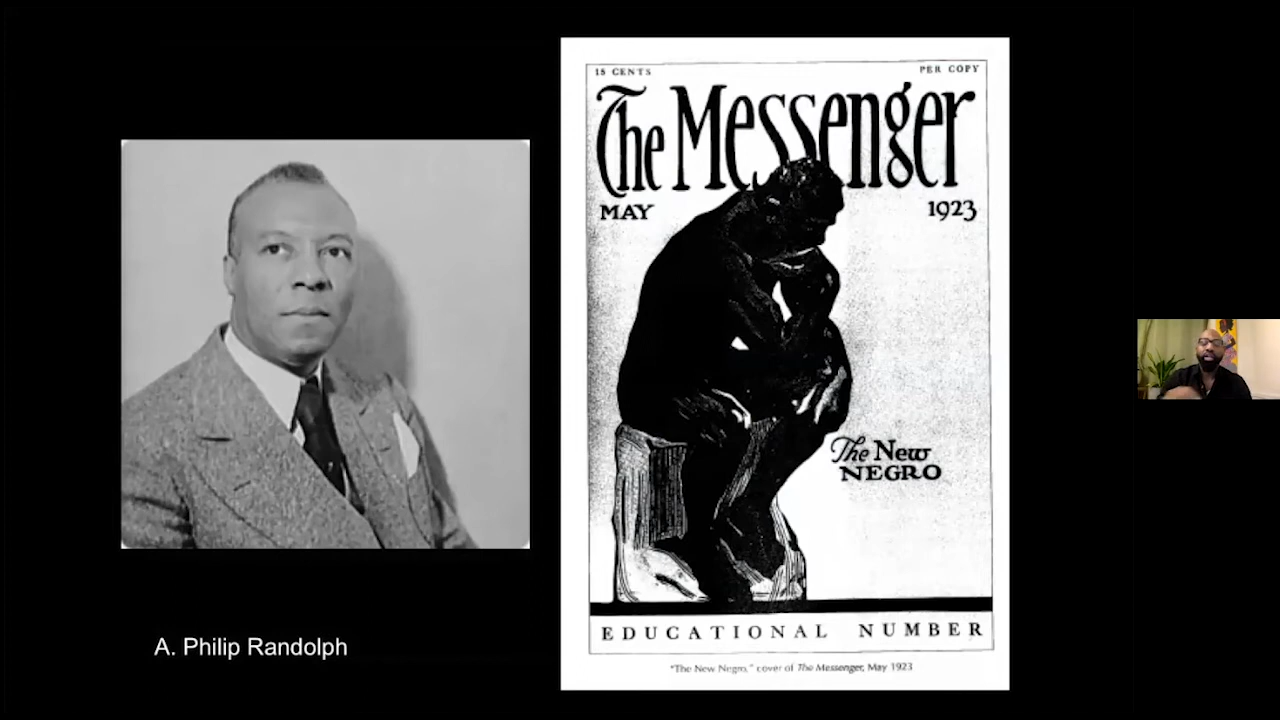 15 CENTS PER COPY
The Messenger
MAY 1923
The New
NEGRO
EDUCATIONAL NUMBER
"The New Negro," cover of The Messenger, May 1923
A. Philip Randolph